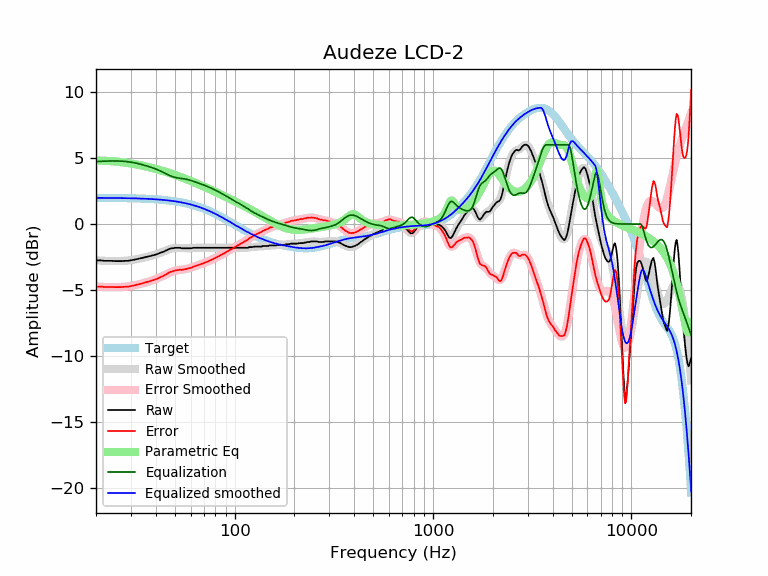 Audeze LCD-2
Amplitude (dBr)
10
5
0
−5
−10
−15
−20
Target
Raw Smoothed
Error Smoothed
Raw
Error
Parametric Eq
Equalization
Equalized smoothed
100
1000
10000
Frequency (Hz)